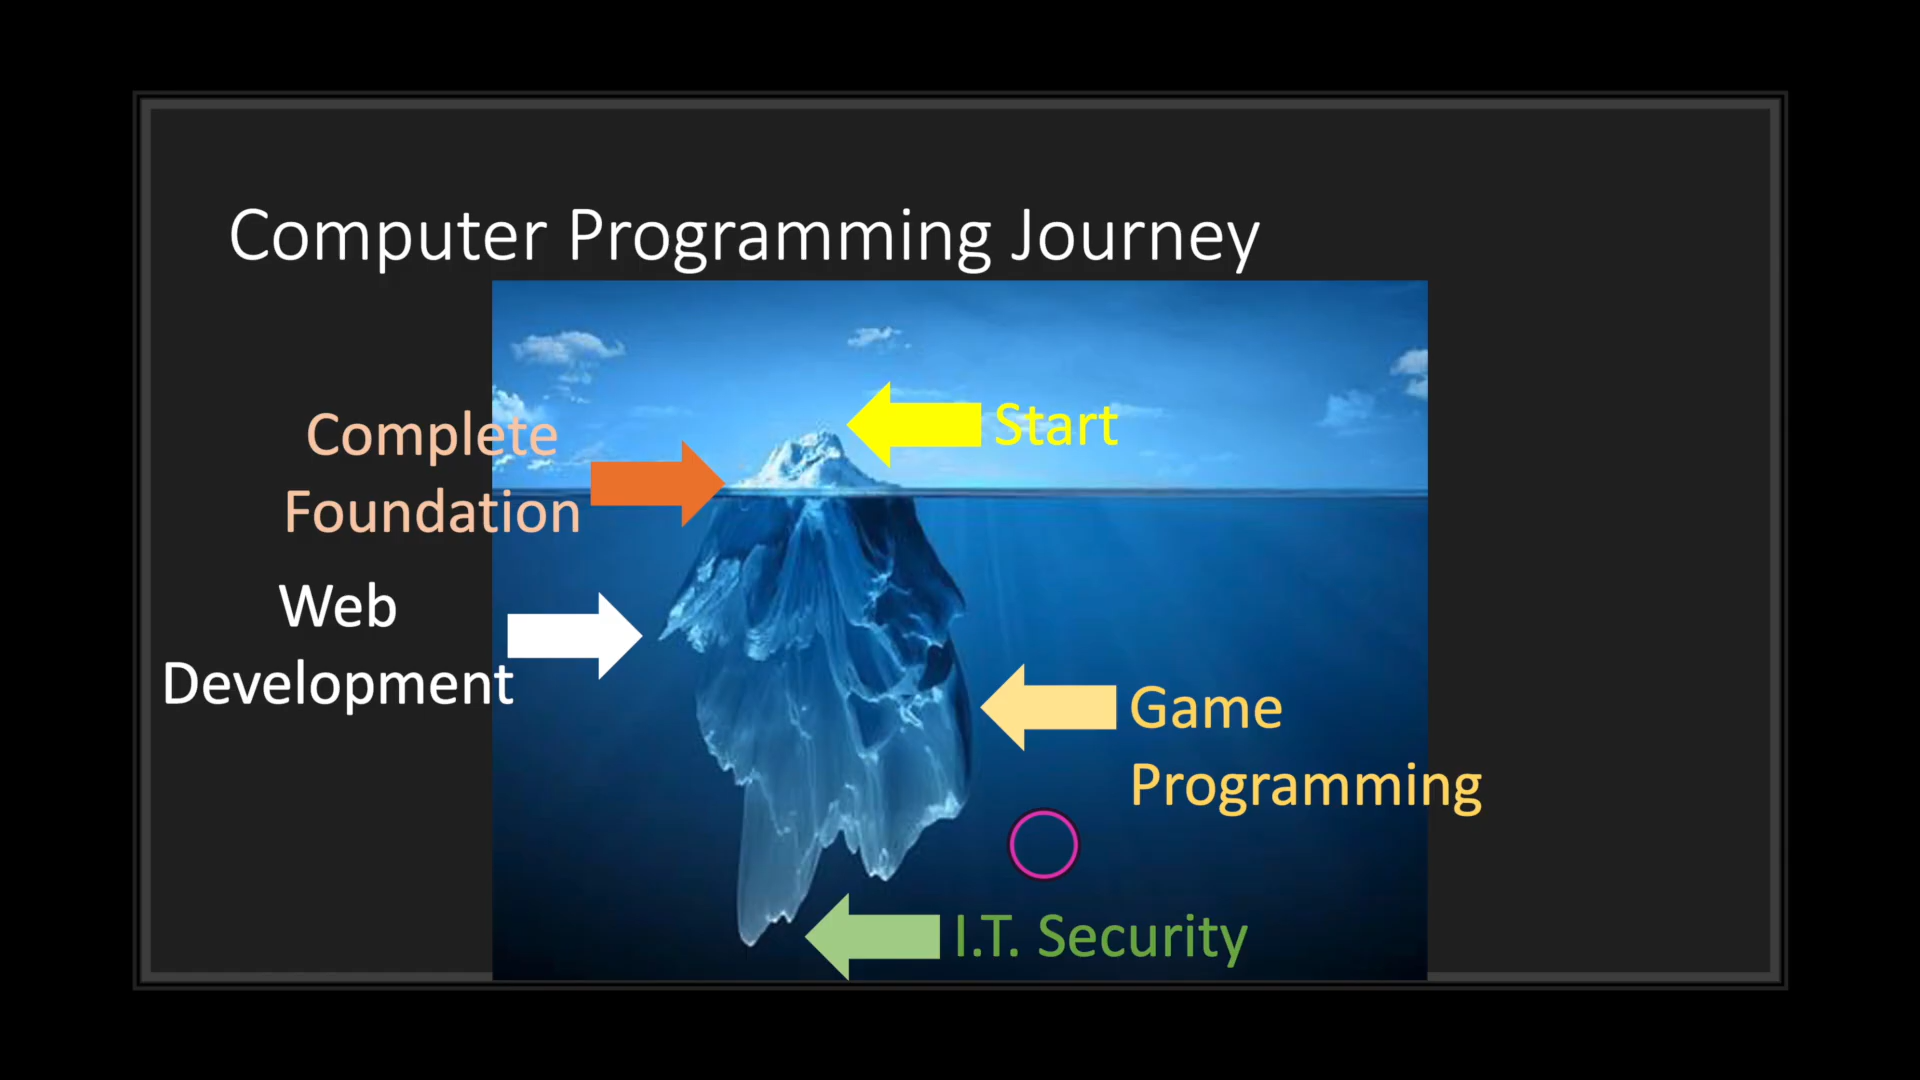 Computer Programming Journey
Start
Complete
Foundation
Web
Development
Game
Programming
I.T. Security